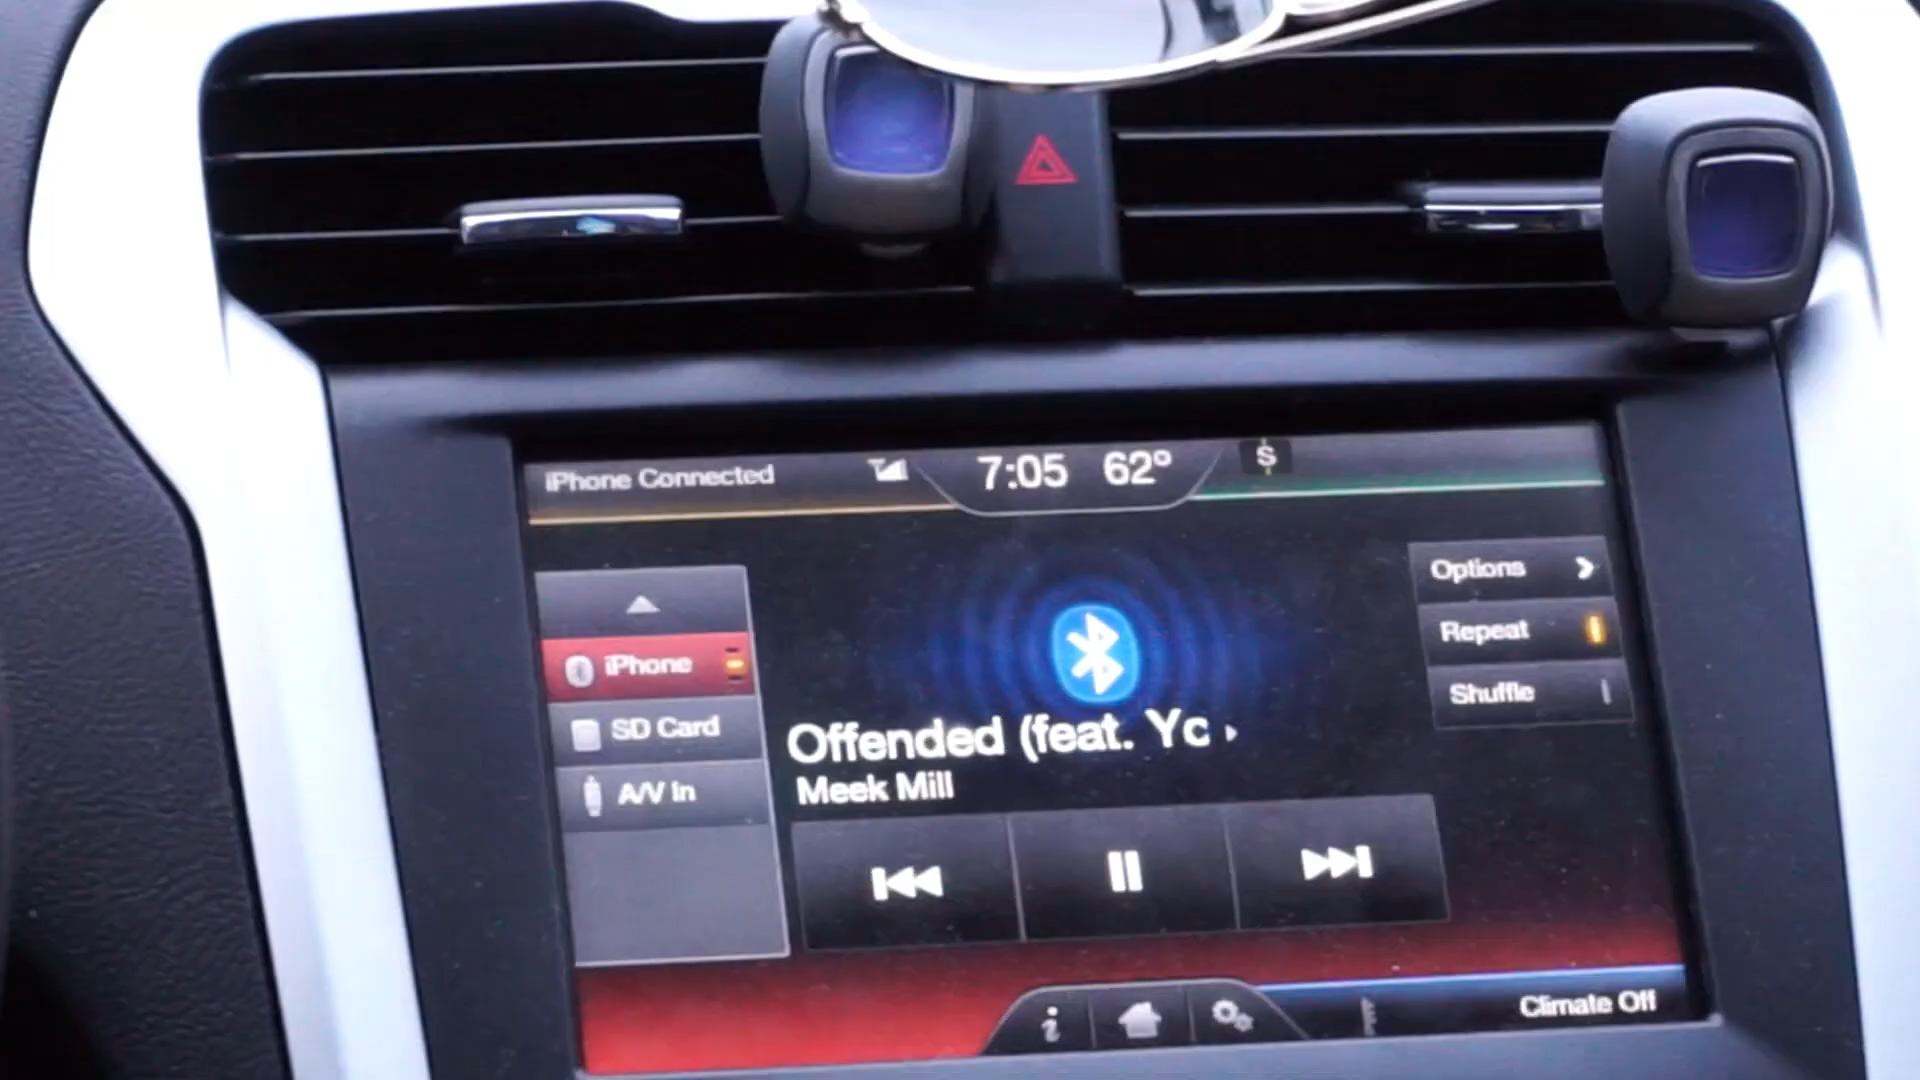 iPhone Connected
7:05 62°
S
Options
iPhone
Repeat
SD Card
Shuffle
Offended (feat. Yc
A/V In
Meek Mill
i
Climate Off